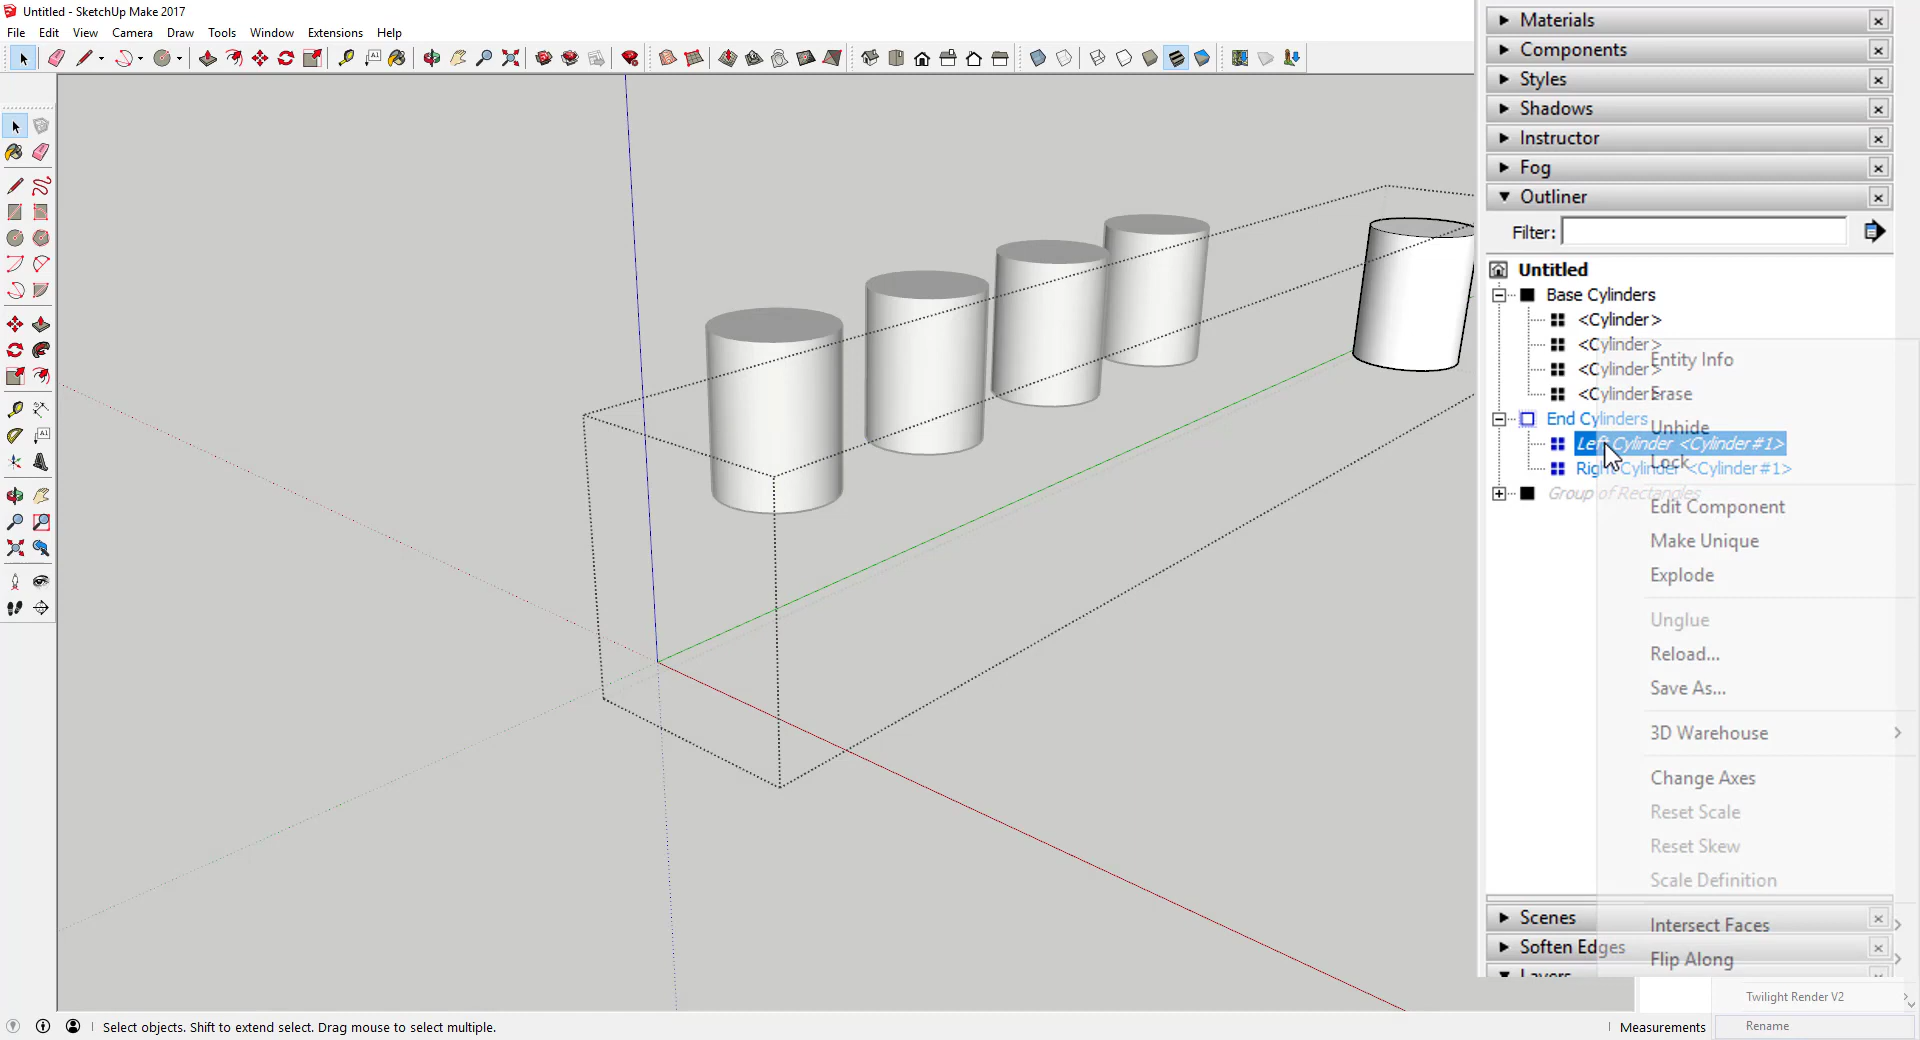 Untitled - SketchUp Make 2017
File Edit View Camera Draw Tools Window Extensions Help
Materials
Components
Styles
Shadows
Instructor
Fog
Outliner
Filter:
Untitled
Base Cylinders
<Cylinder>
<Cylinder>
<Cylinder>
<Cylinder>
End Cylinders
Left Cylinder <Cylinder#1>
Right Cylinder <Cylinder#1>
Group of Rectangles
Entity Info
Erase
Unhide
Lock
Edit Component
Make Unique
Explode
Unglue
Reload...
Save As...
3D Warehouse
Change Axes
Reset Scale
Reset Skew
Scale Definition
Intersect Faces
Flip Along
Twilight Render V2
Rename
Scenes
Soften Edges
Layers
Select objects. Shift to extend select. Drag mouse to select multiple.
Measurements